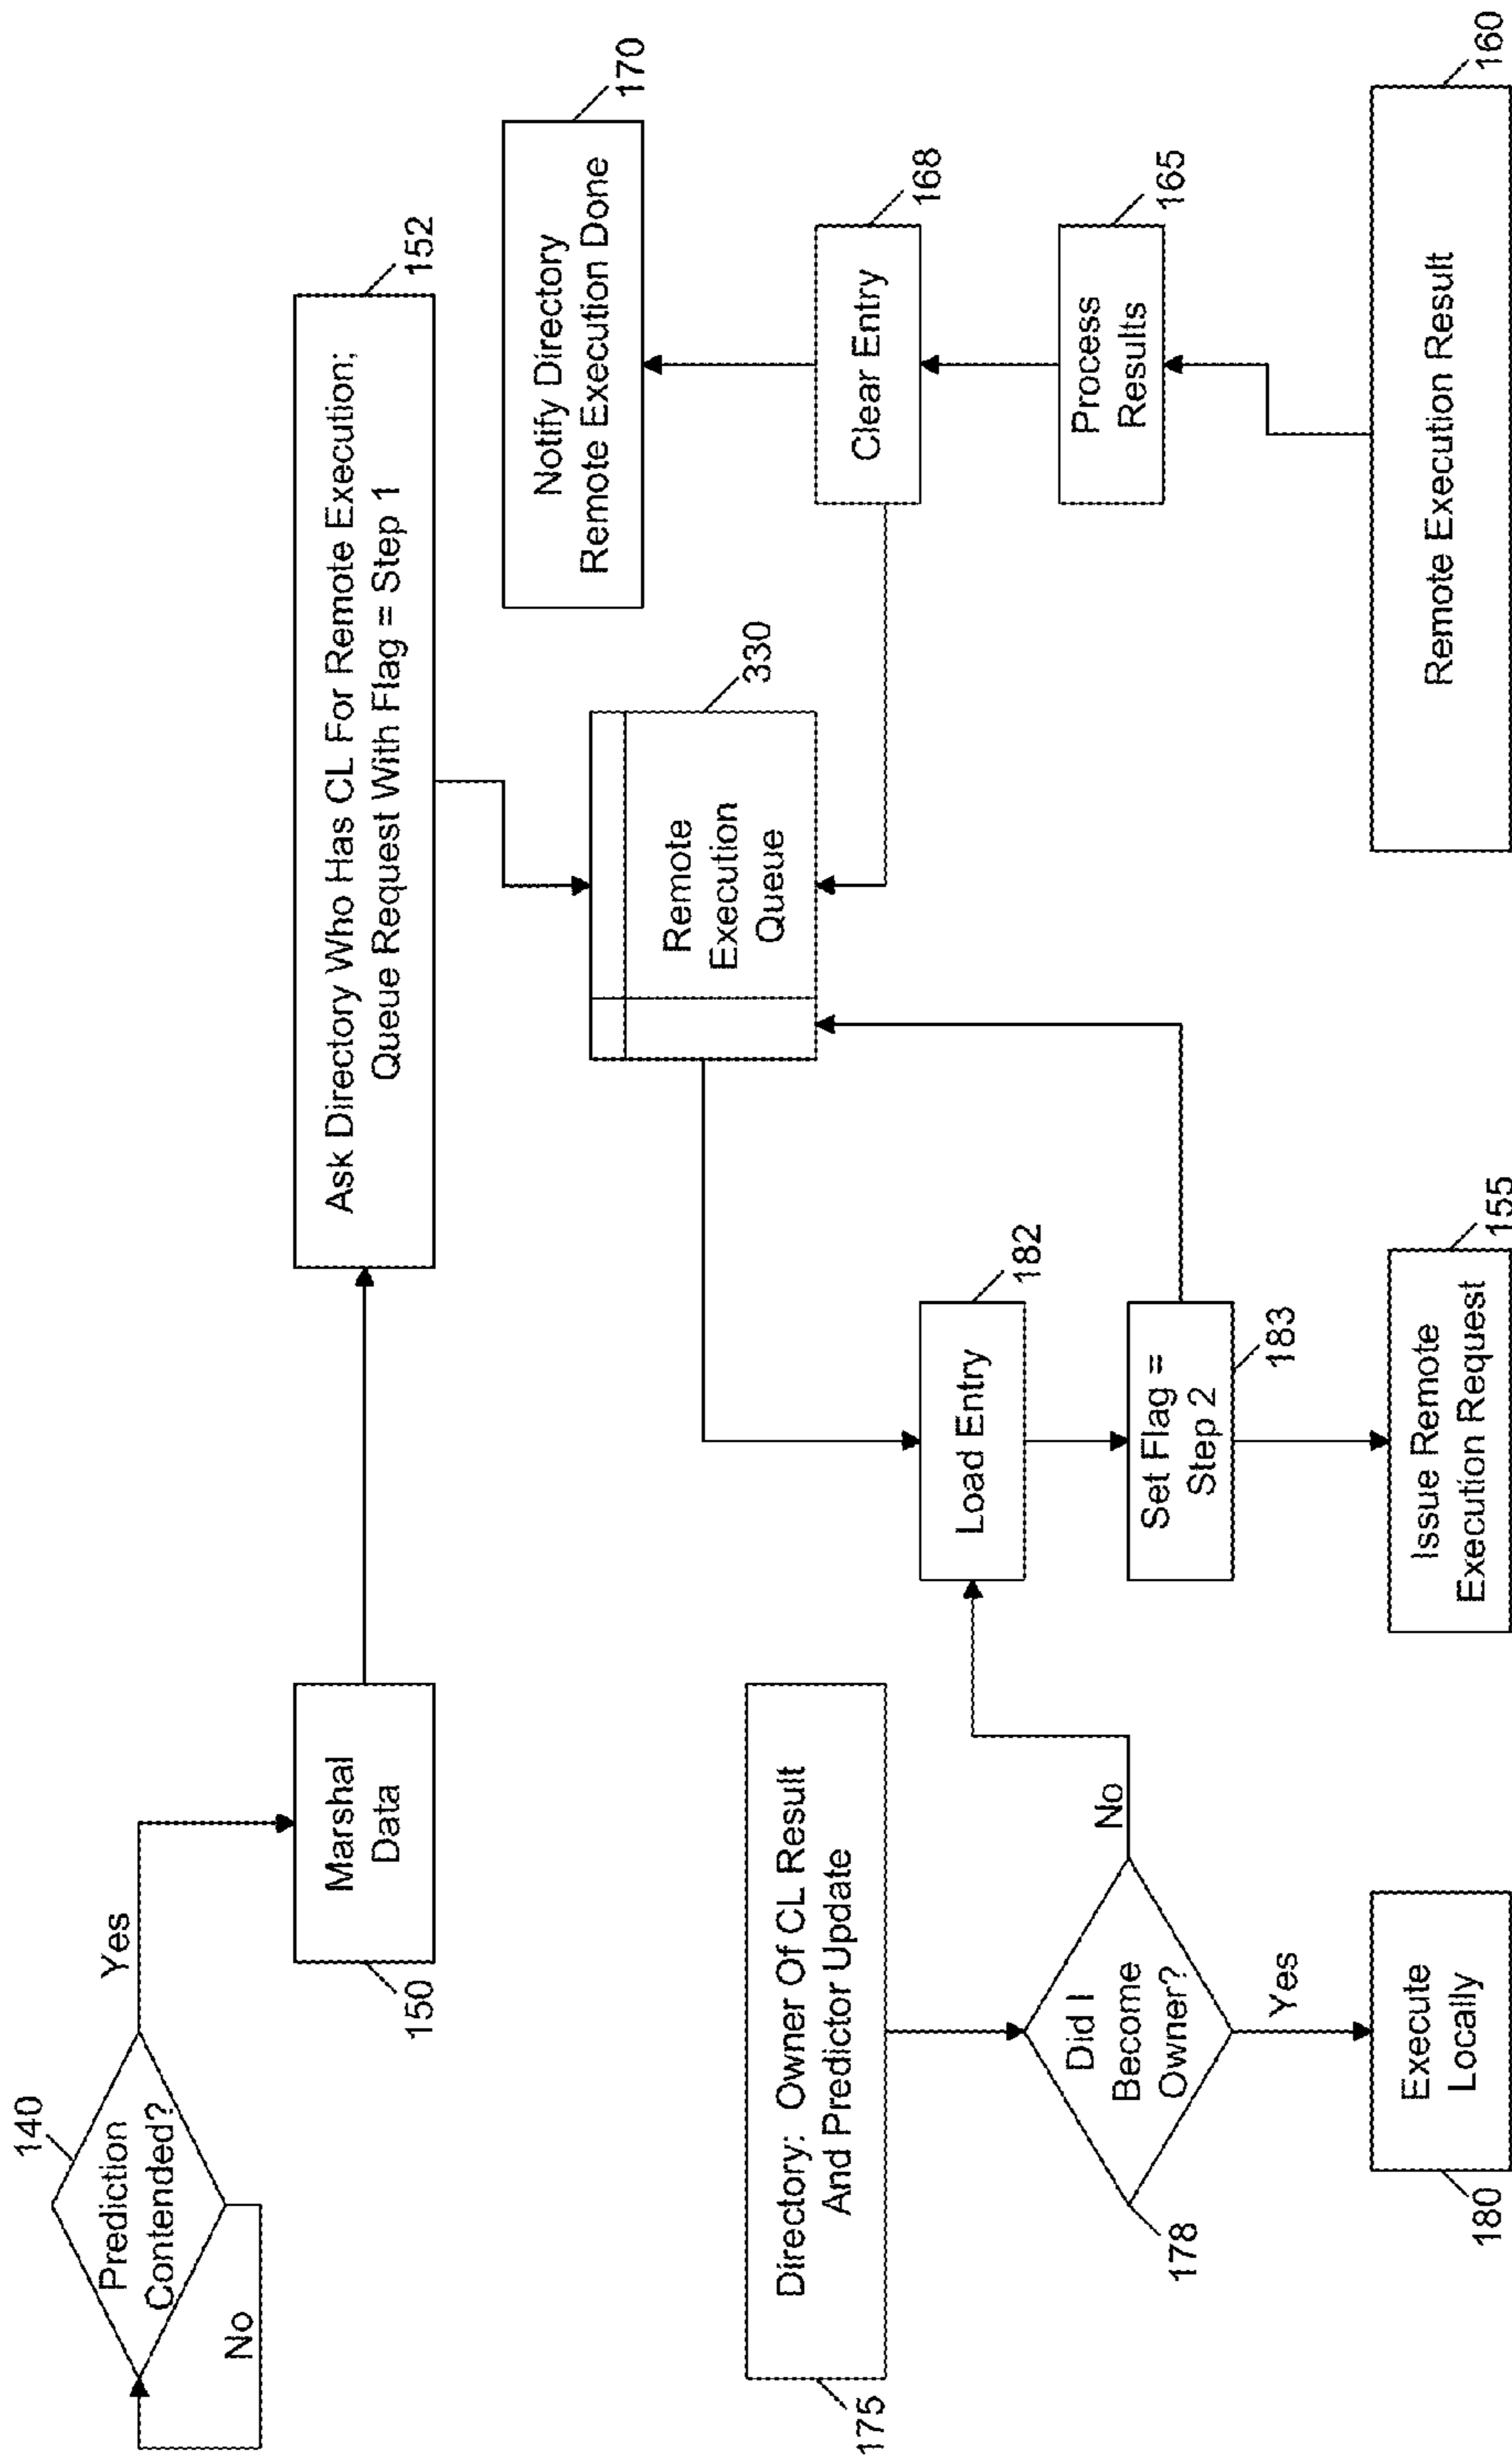 140
Prediction
Contended?
No
Yes
Marshal
Data
150
Ask Directory Who Has CL For Remote Execution;
Queue Request With Flag = Step 1
152
Remote
Execution
Queue
330
Notify Directory
Remote Execution Done
170
Clear Entry
168
Process
Results
165
Remote Execution Result
160
175
Directory: Owner Of CL Result
And Predictor Update
Did I
Become
Owner?
178
No
Yes
Execute
Locally
180
Load Entry
182
Set Flag =
Step 2
183
Issue Remote
Execution Request
155